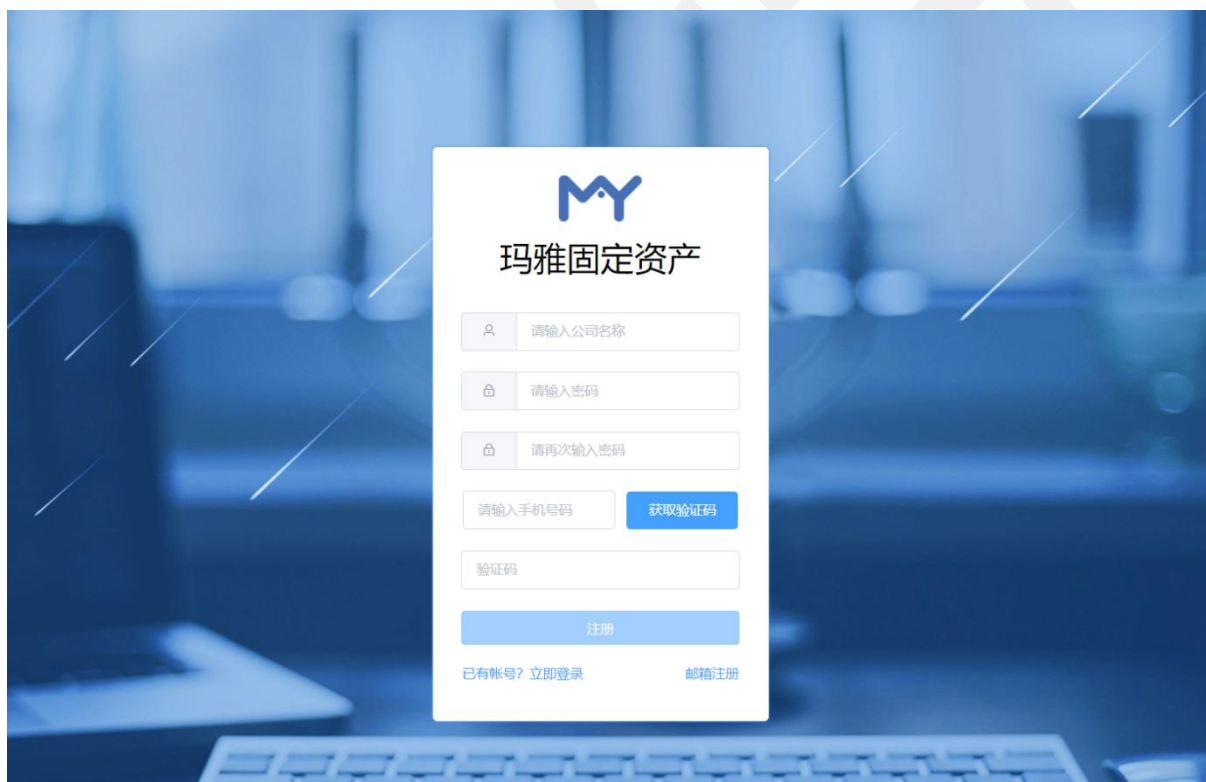 MY
玛雅固定资产
请输入公司名称
请输入密码
请再次输入密码
请输入手机号码 获取验证码
验证码
注册
已有帐号？立即登录 邮箱注册